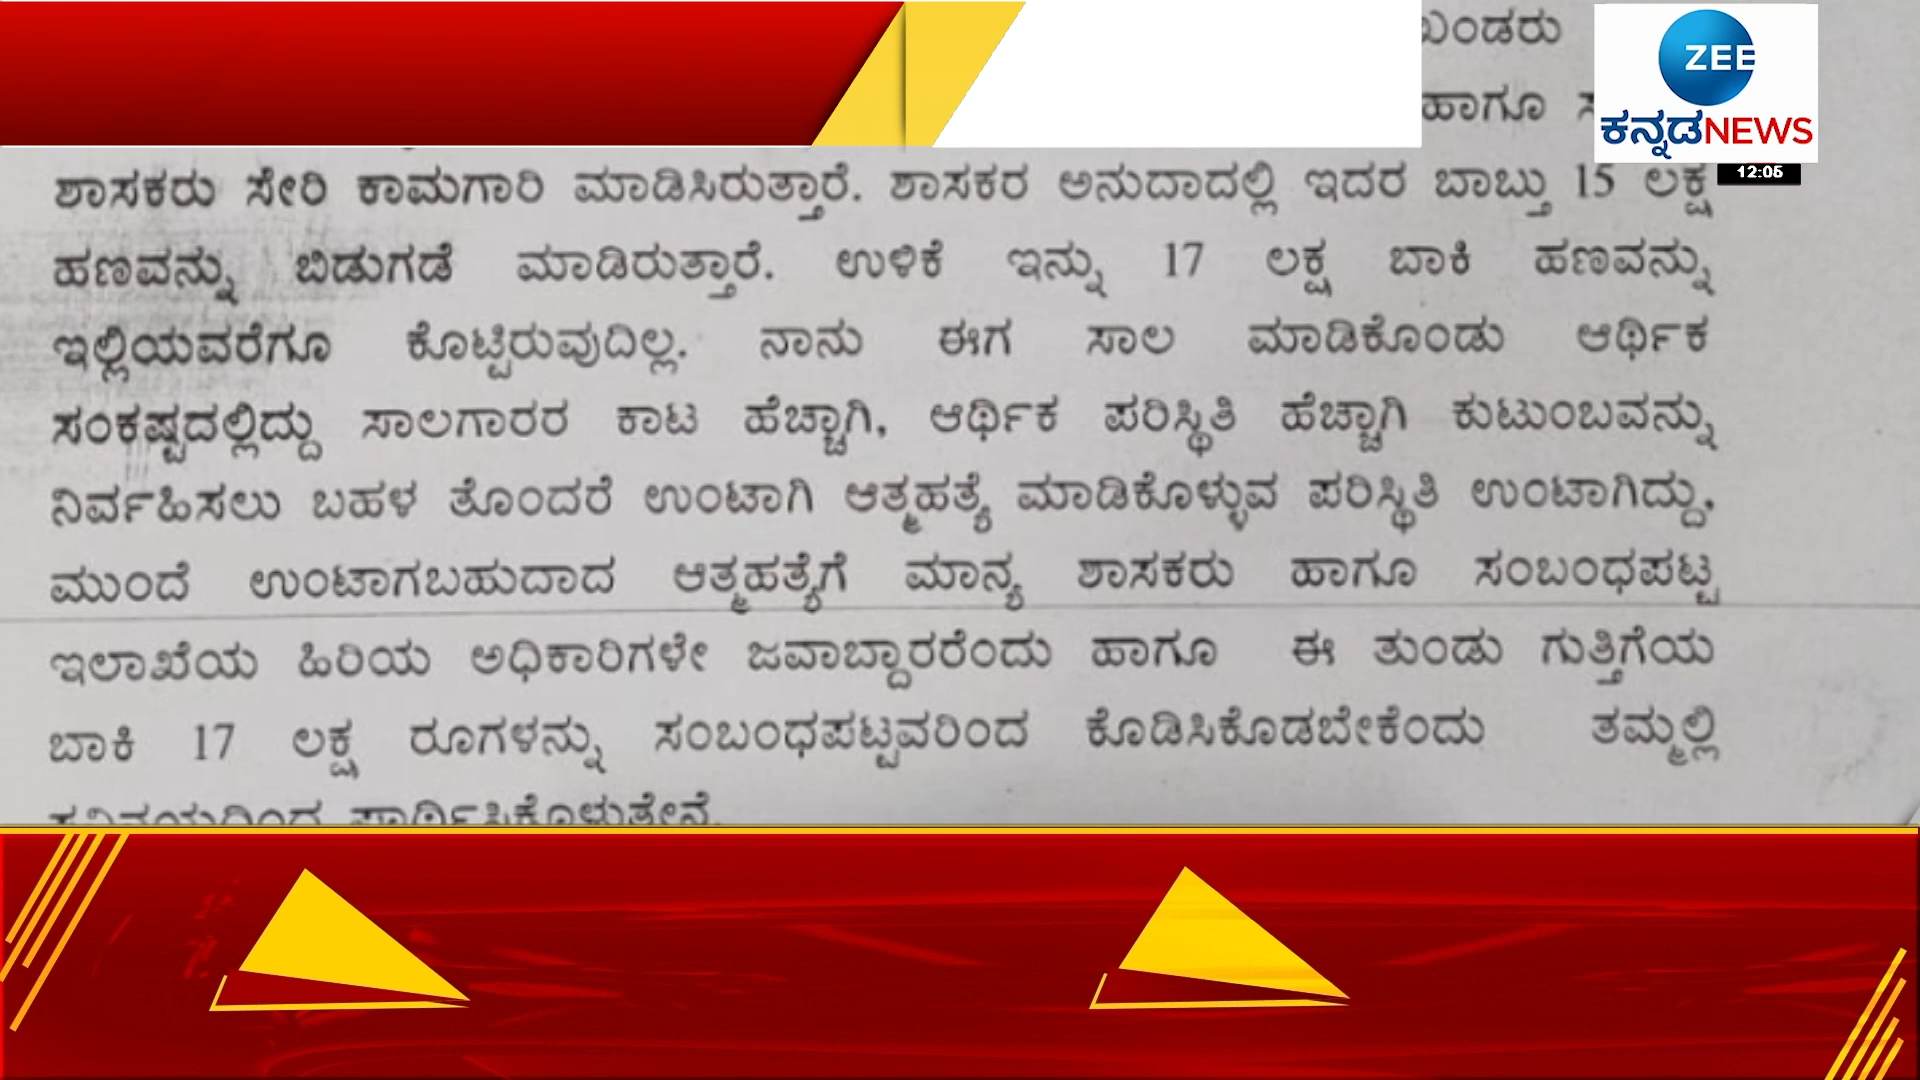 ಖಂಡರು
ಹಾಗೂ
ZEE
ಕನ್ನಡNEWS
12:05
ಶಾಸಕರು ಸೇರಿ ಕಾಮಗಾರಿ ಮಾಡಿಸಿರುತ್ತಾರೆ. ಶಾಸಕರ ಅನುದಾದಲ್ಲಿ ಇದರ ಬಾಬ್ತು 15 ಲಕ್ಷ
ಹಣವನ್ನು ಬಿಡುಗಡೆ ಮಾಡಿರುತ್ತಾರೆ. ಉಳಿಕೆ ಇನ್ನು 17 ಲಕ್ಷ ಬಾಕಿ ಹಣವನ್ನು
ಇಲ್ಲಿಯವರೆಗೂ ಕೊಟ್ಟಿರುವುದಿಲ್ಲ. ನಾನು ಈಗ ಸಾಲ ಮಾಡಿಕೊಂಡು ಆರ್ಥಿಕ
ಸಂಕಷ್ಟದಲ್ಲಿದ್ದು ಸಾಲಗಾರರ ಕಾಟ ಹೆಚ್ಚಾಗಿ, ಆರ್ಥಿಕ ಪರಿಸ್ಥಿತಿ ಹೆಚ್ಚಾಗಿ ಕುಟುಂಬವನ್ನು
ನಿರ್ವಹಿಸಲು ಬಹಳ ತೊಂದರೆ ಉಂಟಾಗಿ ಆತ್ಮಹತ್ಯೆ ಮಾಡಿಕೊಳ್ಳುವ ಪರಿಸ್ಥಿತಿ ಉಂಟಾಗಿದ್ದು,
ಮುಂದೆ ಉಂಟಾಗಬಹುದಾದ ಆತ್ಮಹತ್ಯೆಗೆ ಮಾನ್ಯ ಶಾಸಕರು ಹಾಗೂ ಸಂಬಂಧಪಟ್ಟ
ಇಲಾಖೆಯ ಹಿರಿಯ ಅಧಿಕಾರಿಗಳೇ ಜವಾಬ್ದಾರರೆಂದು ಹಾಗೂ ಈ ತುಂಡು ಗುತ್ತಿಗೆಯ
ಬಾಕಿ 17 ಲಕ್ಷ ರೂಗಳನ್ನು ಸಂಬಂಧಪಟ್ಟವರಿಂದ ಕೊಡಿಸಿಕೊಡಬೇಕೆಂದು ತಮ್ಮಲ್ಲಿ